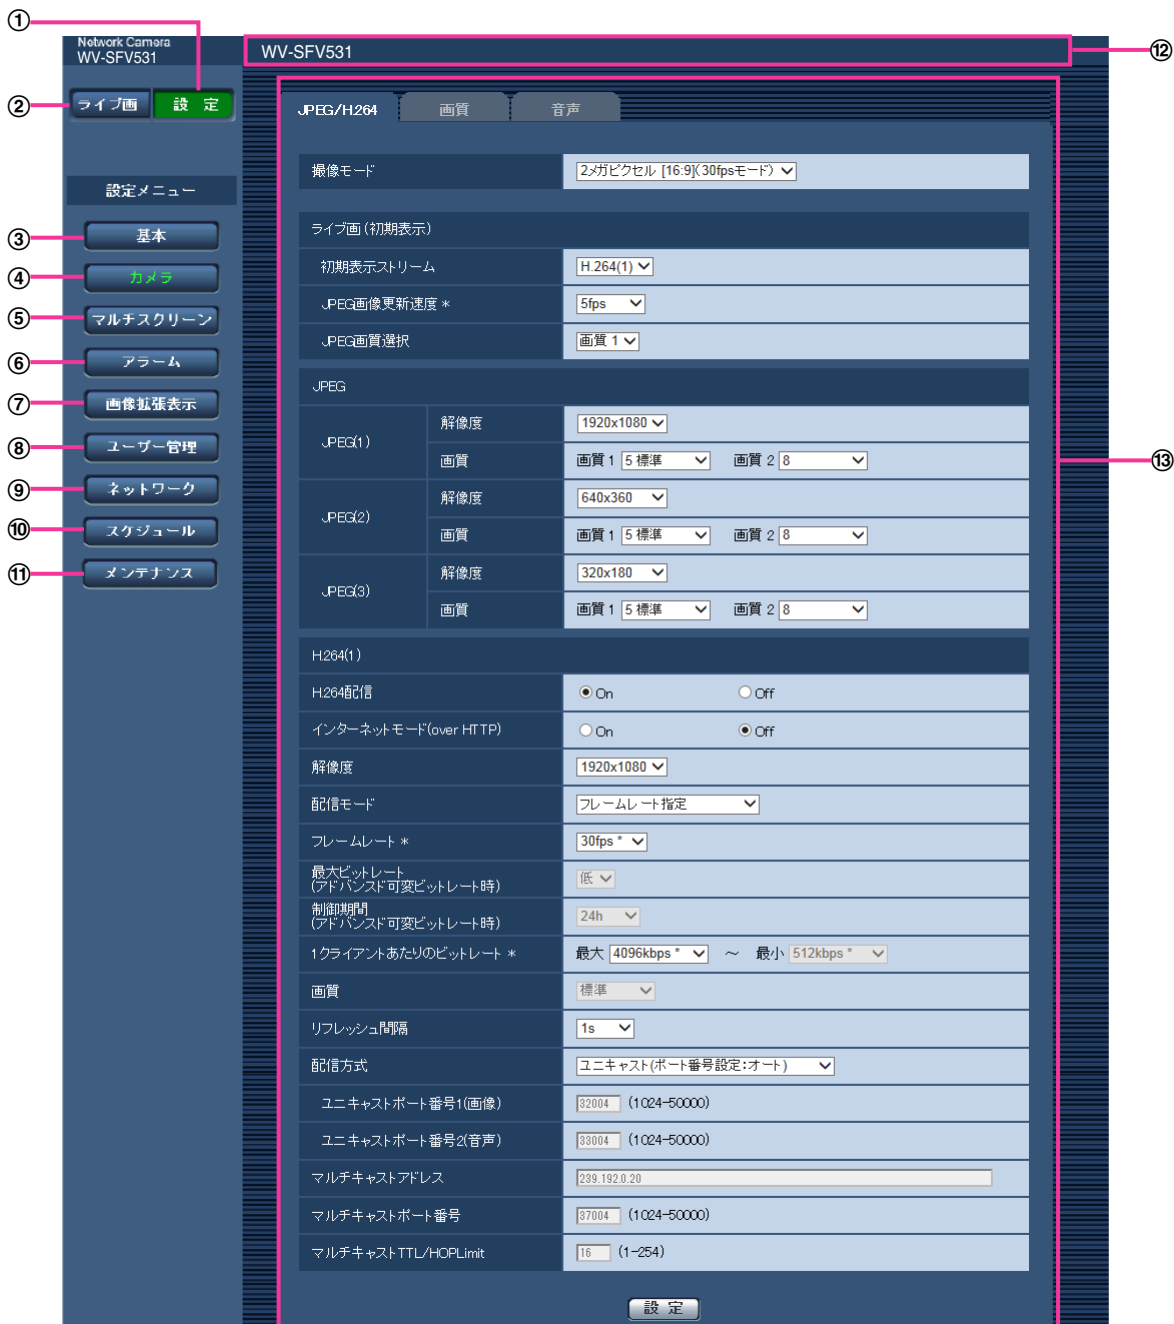 ①
Network Camera
WV-SFV531
WV-SFV531
⑫
②
ライブ画 設 定
JPEG/H.264 画質 音声
撮像モード 2メガピクセル [16:9](30fpsモード)
設定メニュー
ライブ画(初期表示)
③ 基本
初期表示ストリーム H.264(1)
④ カメラ
JPEG画像更新速度 * 5fps
⑤ マルチスクリーン
JPEG画質選択 画質 1
⑥ アラーム
JPEG
⑦ 画像拡張表示
JPEG(1) 解像度 1920x1080
⑧ ユーザー管理
画質 画質 1 5 標準 画質 2 8
⑬
⑨ ネットワーク
JPEG(2) 解像度 640x360
⑩ スケジュール
画質 画質 1 5 標準 画質 2 8
⑪ メンテナンス
JPEG(3) 解像度 320x180
画質 画質 1 5 標準 画質 2 8
H.264(1)
H.264配信 On Off
インターネットモード(over HTTP) On Off
解像度 1920x1080
配信モード フレームレート指定
フレームレート * 30fps *
最大ビットレート
(アドバンスド可変ビットレート時) 低
制御期間
(アドバンスド可変ビットレート時) 24h
1クライアントあたりのビットレート * 最大 4096kbps * ～ 最小 512kbps *
画質 標準
リフレッシュ間隔 1s
配信方式 ユニキャスト(ポート番号設定:オート)
ユニキャストポート番号1(画像) 32004 (1024-50000)
ユニキャストポート番号2(音声) 33004 (1024-50000)
マルチキャストアドレス 239.192.0.20
マルチキャストポート番号 37004 (1024-50000)
マルチキャストTTL/HOPLimit 16 (1-254)
設 定